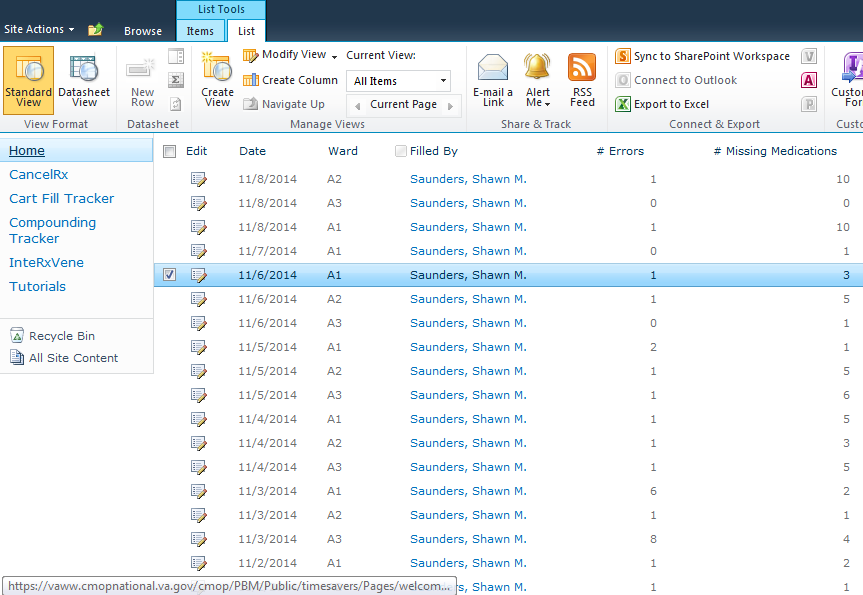 List Tools
Site Actions Browse Items List
Standard View
Datasheet View
New Row
Create View
Modify View
Create Column
Navigate Up
Current View:
All Items
Current Page
E-mail a Link
Alert Me
RSS Feed
Sync to SharePoint Workspace
Connect to Outlook
Export to Excel
View Format Datasheet Manage Views Share & Track Connect & Export
Home
CancelRx
Cart Fill Tracker
Compounding
Tracker
InteRxVene
Tutorials
Recycle Bin
All Site Content
Edit Date Ward Filled By # Errors # Missing Medications
11/8/2014 A2 Saunders, Shawn M. 1 10
11/8/2014 A3 Saunders, Shawn M. 0 0
11/8/2014 A1 Saunders, Shawn M. 1 10
11/7/2014 A1 Saunders, Shawn M. 0 1
11/6/2014 A1 Saunders, Shawn M. 1 3
11/6/2014 A2 Saunders, Shawn M. 1 5
11/6/2014 A3 Saunders, Shawn M. 0 1
11/5/2014 A1 Saunders, Shawn M. 2 1
11/5/2014 A2 Saunders, Shawn M. 1 5
11/5/2014 A3 Saunders, Shawn M. 1 6
11/4/2014 A1 Saunders, Shawn M. 1 5
11/4/2014 A2 Saunders, Shawn M. 1 3
11/4/2014 A3 Saunders, Shawn M. 1 5
11/3/2014 A1 Saunders, Shawn M. 6 2
11/3/2014 A2 Saunders, Shawn M. 1 1
11/3/2014 A3 Saunders, Shawn M. 8 4
11/2/2014 A1 Saunders, Shawn M. 1 2
https://vaww.cmopnational.va.gov/cmop/PBM/Public/timesavers/Pages/welcom... s, Shawn M. 1 1